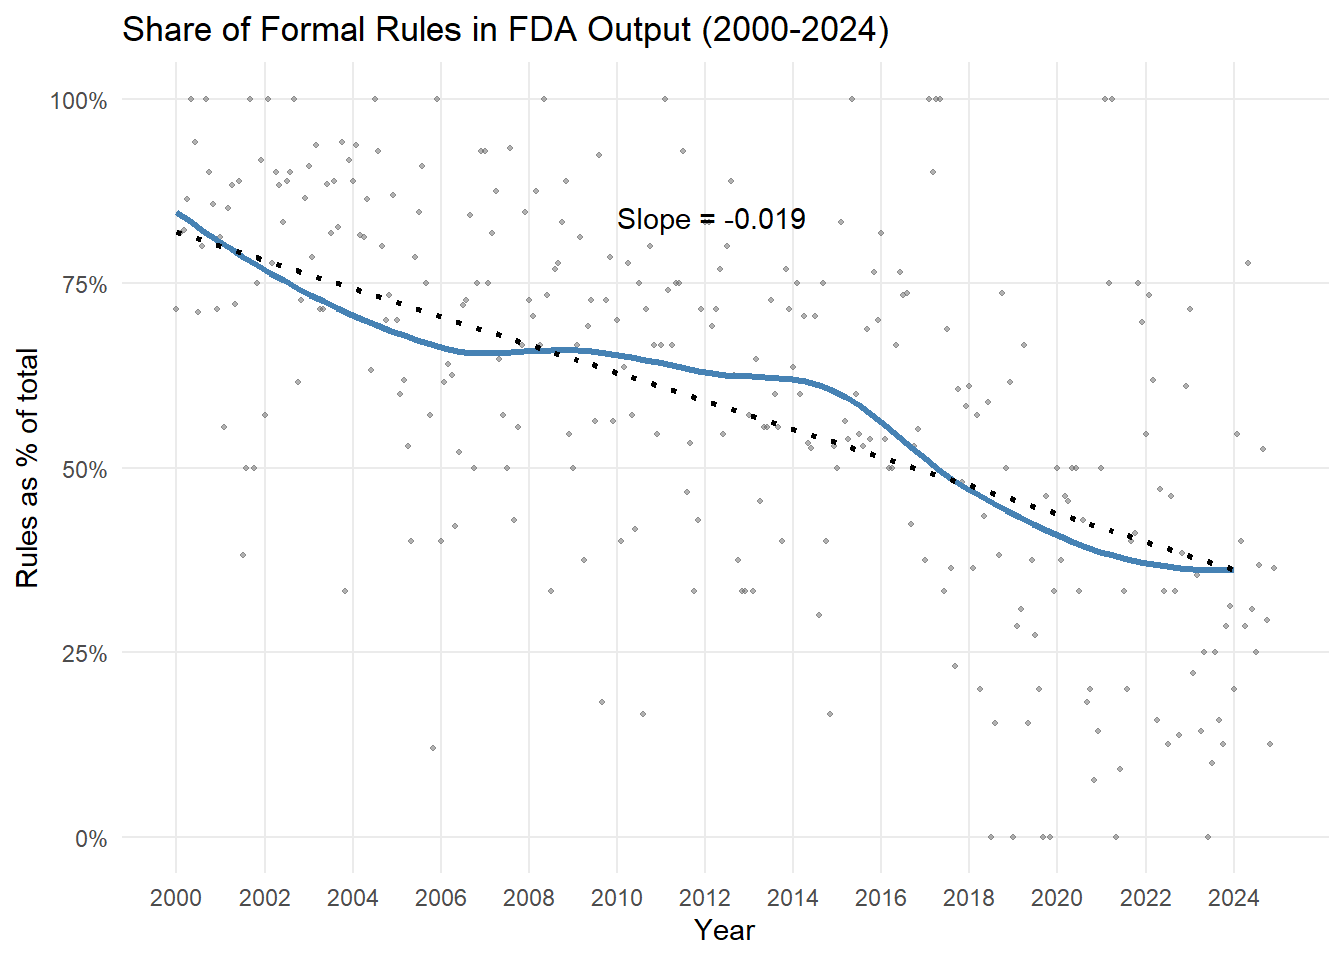 Share of Formal Rules in FDA Output (2000-2024)
Rules as % of total
100%
75%
50%
25%
0%
Slope = -0.019
2000 2002 2004 2006 2008 2010 2012 2014 2016 2018 2020 2022 2024
Year